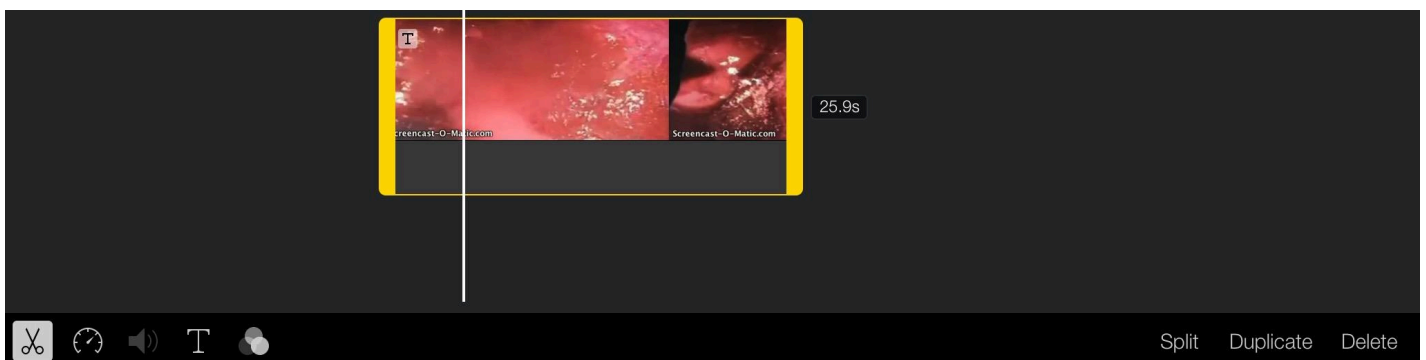 T
25.9s
creencast-O-Matic.com
Screencast-O-Matic.com
T
Split Duplicate Delete